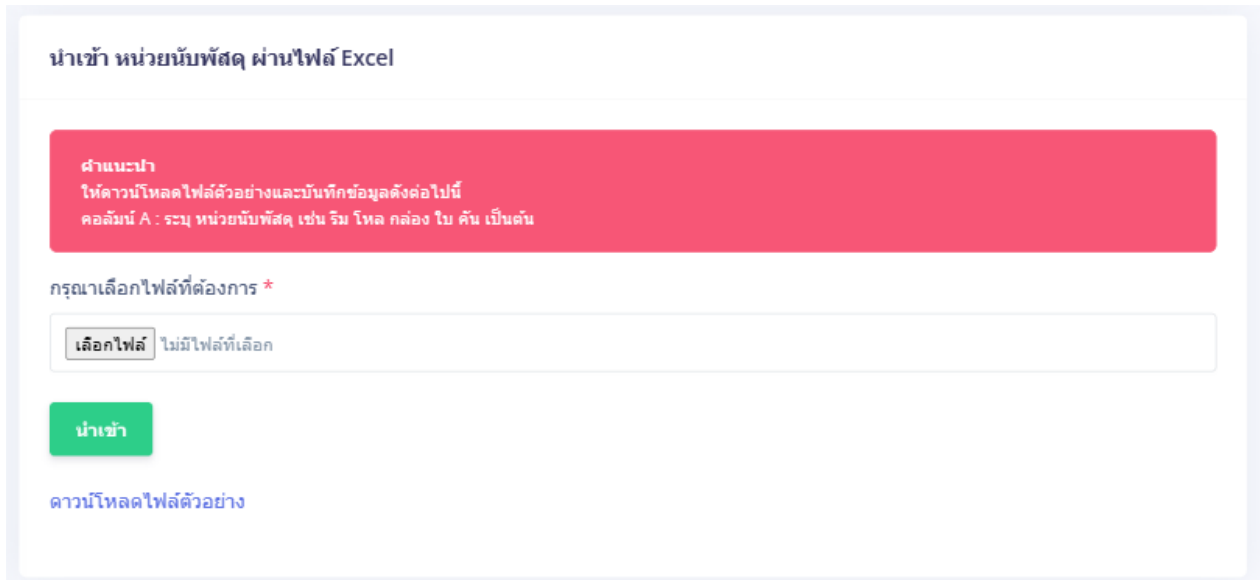 นำเข้า หน่วยนับพัสดุ ผ่านไฟล์ Excel
คำแนะนำ
ให้ดาวน์โหลดไฟล์ตัวอย่างและบันทึกข้อมูลดังต่อไปนี้
คอลัมน์ A : ระบุ หน่วยนับพัสดุ เช่น ริม โหล กล่อง ใบ คัน เป็นต้น
กรุณาเลือกไฟล์ที่ต้องการ *
เลือกไฟล์ ไม่มีไฟล์ที่เลือก
นำเข้า
ดาวน์โหลดไฟล์ตัวอย่าง